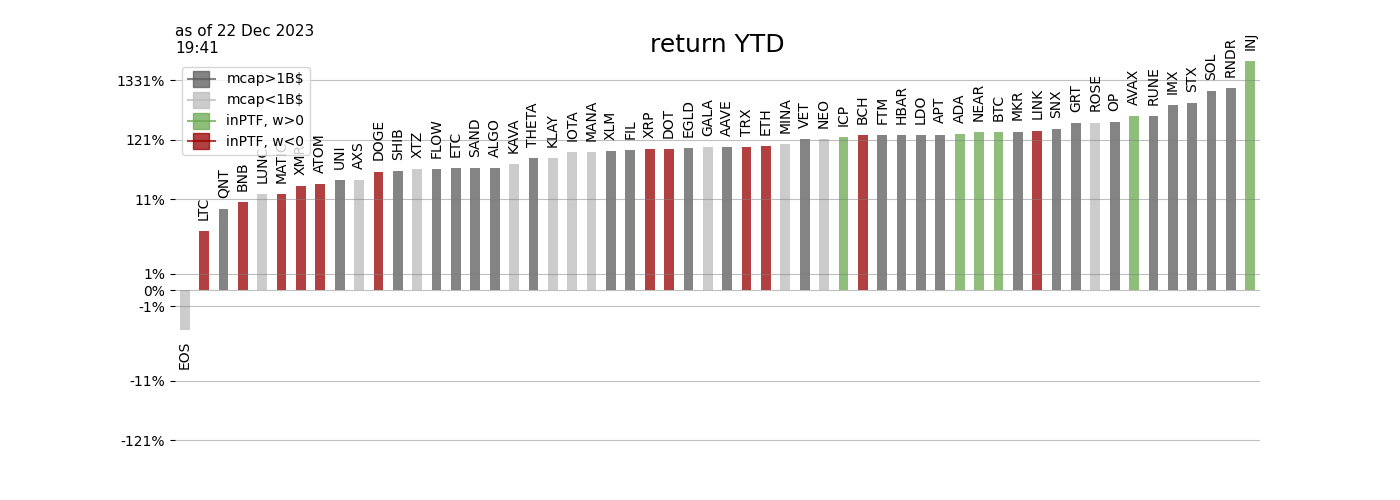 as of 22 Dec 2023
19:41
return YTD
mcap>1B$
mcap<1B$
inPTF, w>0
inPTF, w<0
1331%
121%
11%
1%
0%
-1%
-11%
-121%
EOS
LTC
QNT
BNB
LUNC
MATIC
XMR
ATOM
UNI
AXS
DOGE
SHIB
XTZ
FLOW
ETC
SAND
ALGO
KAVA
THETA
KLAY
IOTA
MANA
XLM
FIL
XRP
DOT
EGLD
GALA
AAVE
TRX
ETH
MINA
VET
NEO
ICP
BCH
FTM
HBAR
LDO
APT
ADA
NEAR
BTC
MKR
LINK
SNX
GRT
ROSE
OP
AVAX
RUNE
IMX
STX
SOL
RNDR
INJ